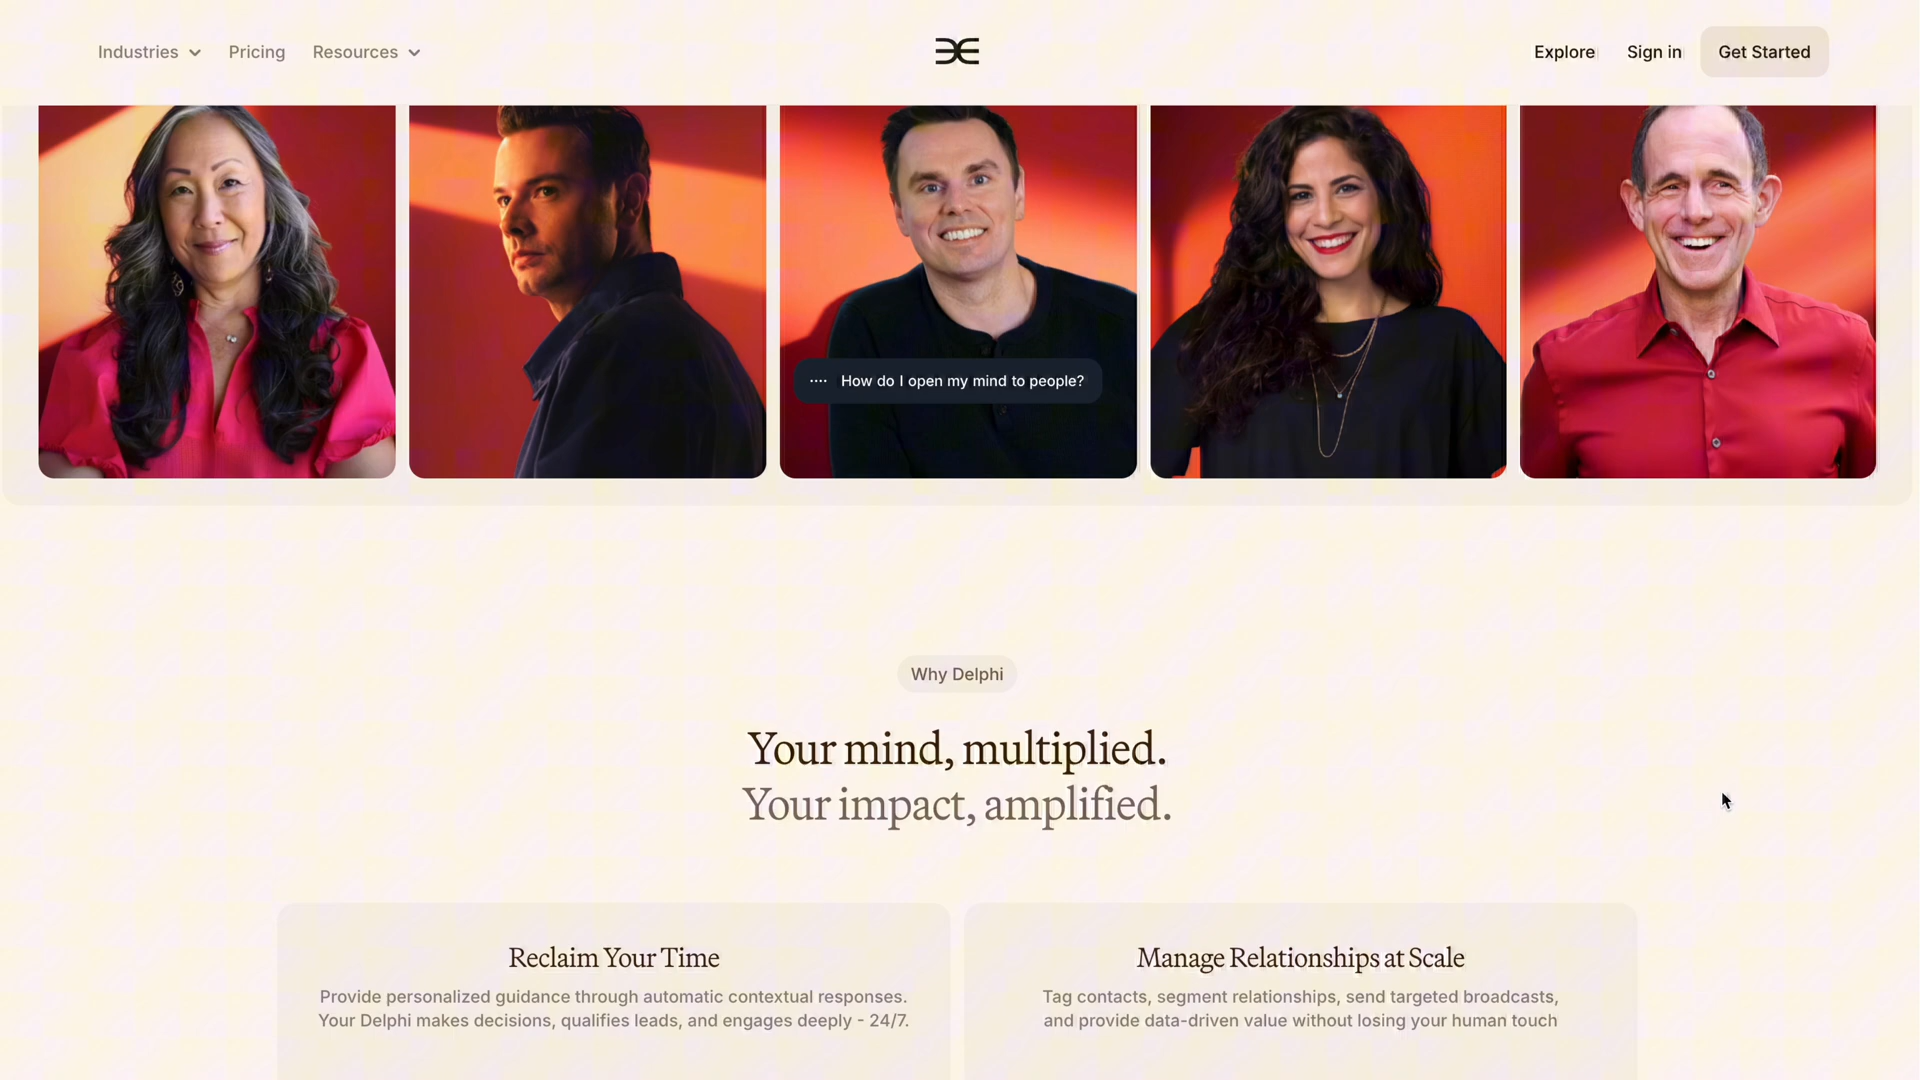 Industries
Pricing
Resources
Explore
Sign in
Get Started
How do I open my mind to people?
Why Delphi
Your mind, multiplied.
Your impact, amplified.
Reclaim Your Time
Provide personalized guidance through automatic contextual responses.
Your Delphi makes decisions, qualifies leads, and engages deeply - 24/7.
Manage Relationships at Scale
Tag contacts, segment relationships, send targeted broadcasts,
and provide data-driven value without losing your human touch